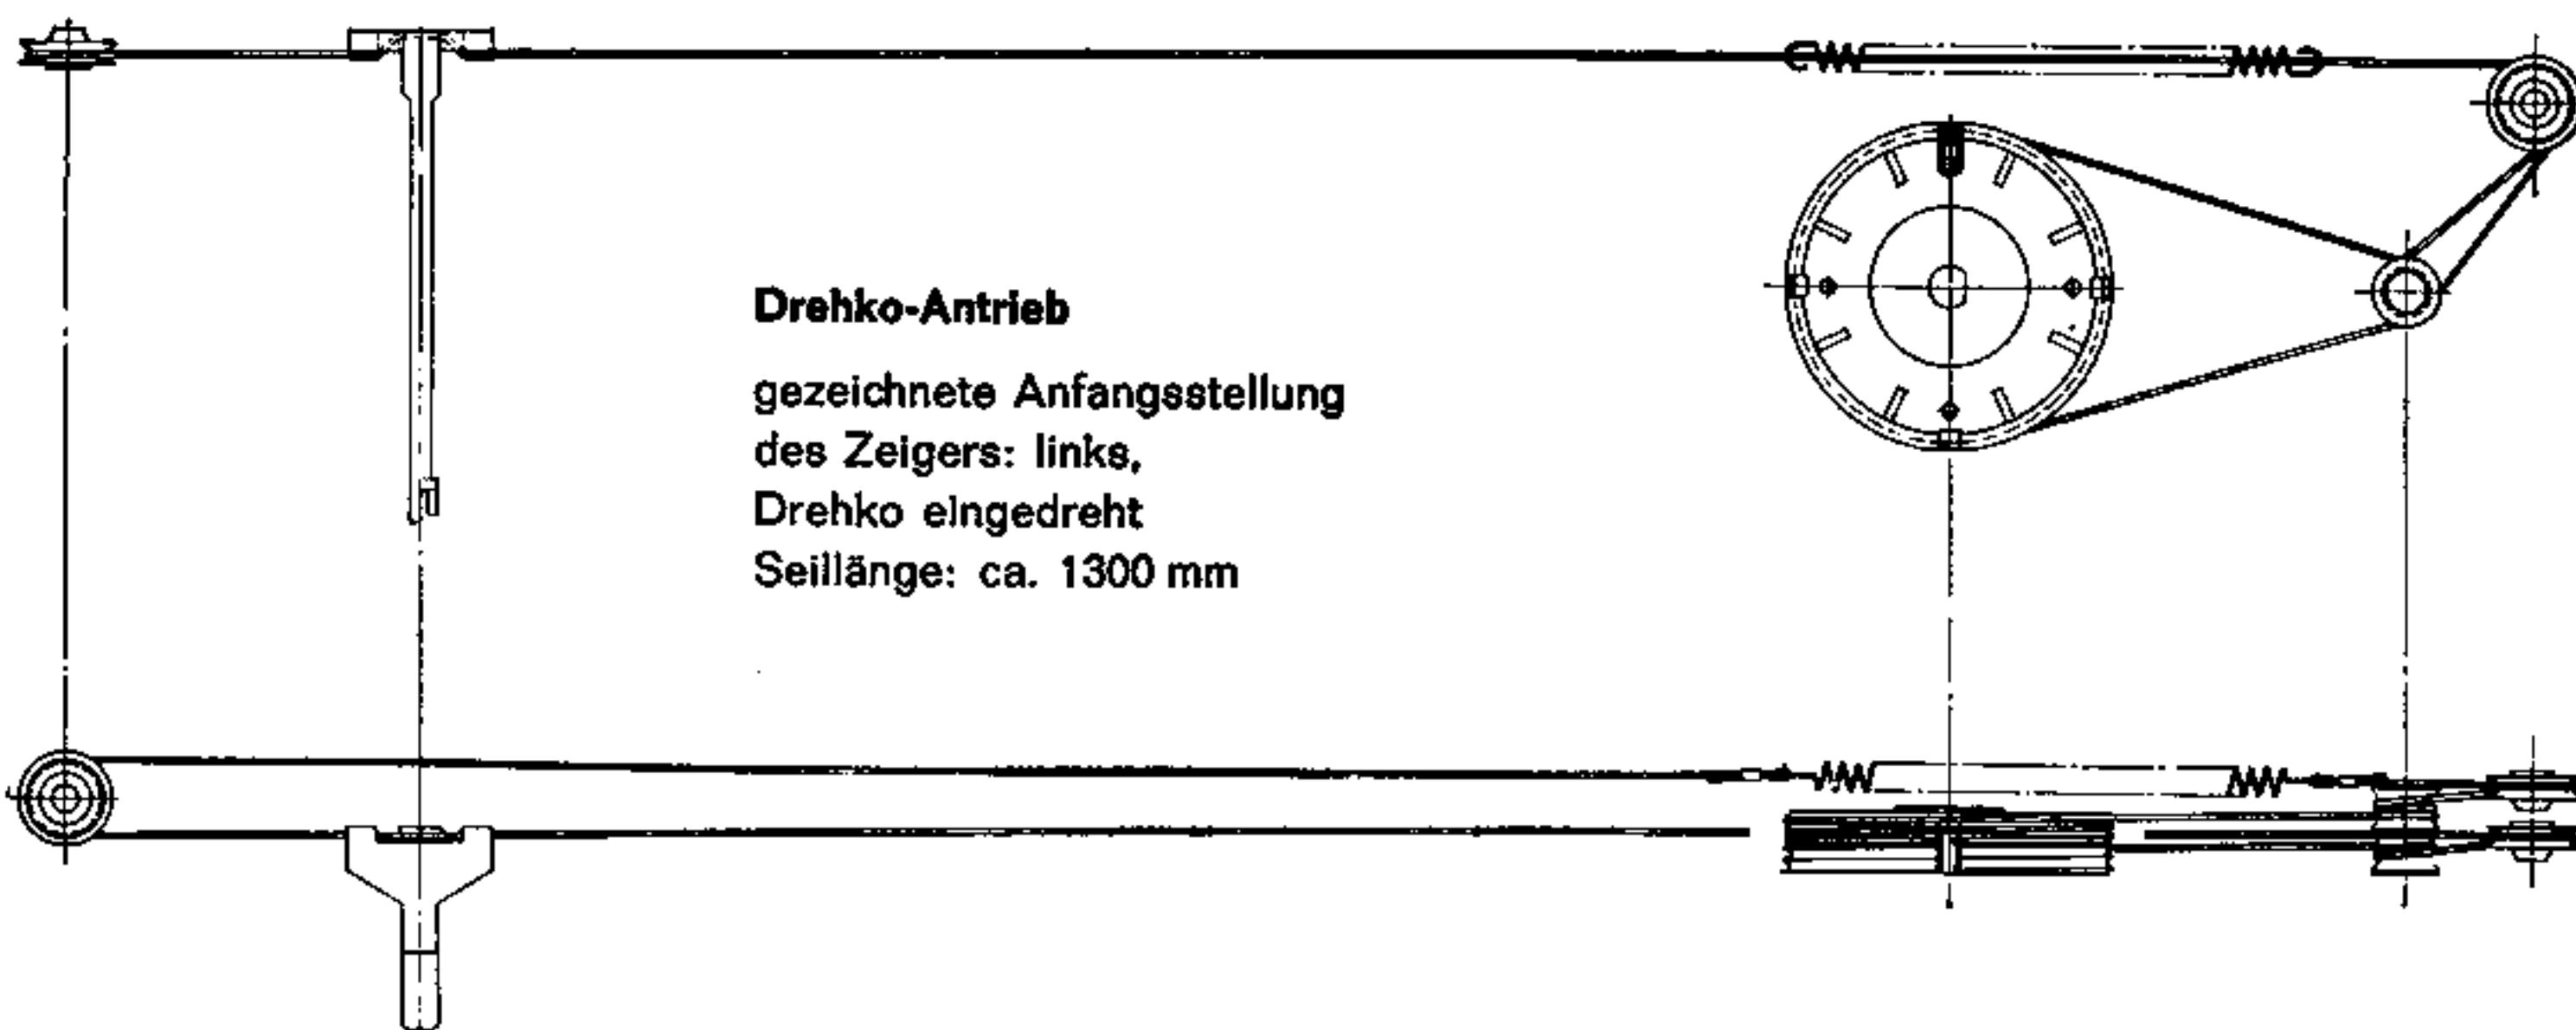 Drehko-Antrieb
gezeichnete Anfangsstellung
des Zeigers: links,
Drehko eingedreht
Seillänge: ca. 1300 mm